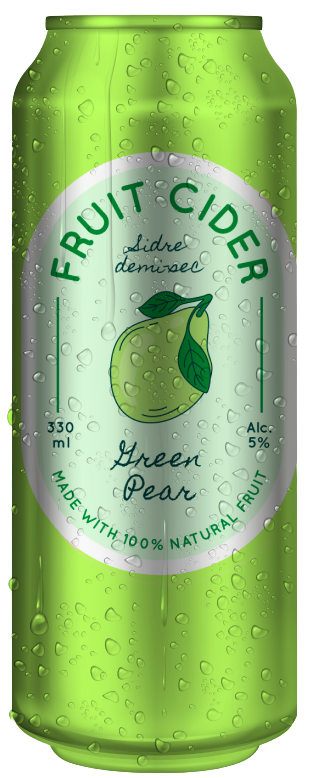 FRUIT CIDER
Sidre
demi-sec
330
ml
Alc.
5%
Green
Pear
MADE WITH 100% NATURAL FRUIT